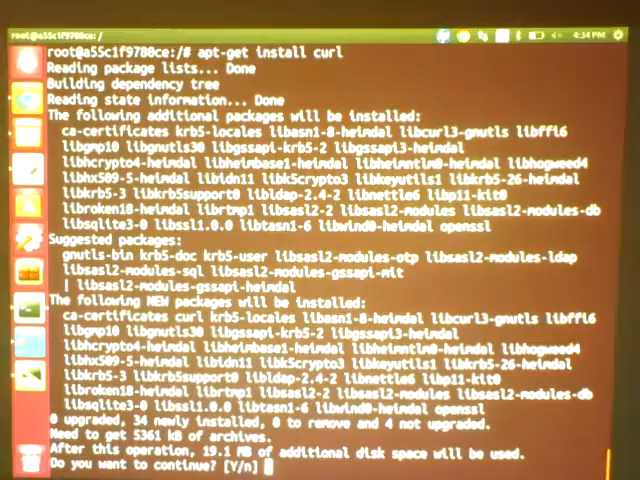 root@a55c1f9780ce: /
4:34 PM
root@a55c1f9780ce:/# apt-get install curl
Reading package lists... Done
Building dependency tree
Reading state information... Done
The following additional packages will be installed:
ca-certificates krb5-locales libasn1-8-heimdal libcurl3-gnutls libffi6
libgmp10 libgnutls30 libgssapi-krb5-2 libgssapi3-heimdal
libhcrypto4-heimdal libheimbase1-heimdal libheimntlm0-heimdal libhogweed4
libhx509-5-heimdal libidn11 libk5crypto3 libkeyutils1 libkrb5-26-heimdal
libkrb5-3 libkrb5support0 libldap-2.4-2 libnettle6 libp11-kit0
libroken18-heimdal librtmp1 libsasl2-2 libsasl2-modules libsasl2-modules-db
libsqlite3-0 libssl1.0.0 libtasn1-6 libwind0-heimdal openssl
Suggested packages:
gnutls-bin krb5-doc krb5-user libsasl2-modules-otp libsasl2-modules-ldap
libsasl2-modules-sql libsasl2-modules-gssapi-mit
| libsasl2-modules-gssapi-heimdal
The following NEW packages will be installed:
ca-certificates curl krb5-locales libasn1-8-heimdal libcurl3-gnutls libffi6
libgmp10 libgnutls30 libgssapi-krb5-2 libgssapi3-heimdal
libhcrypto4-heimdal libheimbase1-heimdal libheimntlm0-heimdal libhogweed4
libhx509-5-heimdal libidn11 libk5crypto3 libkeyutils1 libkrb5-26-heimdal
libkrb5-3 libkrb5support0 libldap-2.4-2 libnettle6 libp11-kit0
libroken18-heimdal librtmp1 libsasl2-2 libsasl2-modules libsasl2-modules-db
libsqlite3-0 libssl1.0.0 libtasn1-6 libwind0-heimdal openssl
0 upgraded, 34 newly installed, 0 to remove and 4 not upgraded.
Need to get 5361 kB of archives.
After this operation, 19.1 MB of additional disk space will be used.
Do you want to continue? [Y/n]